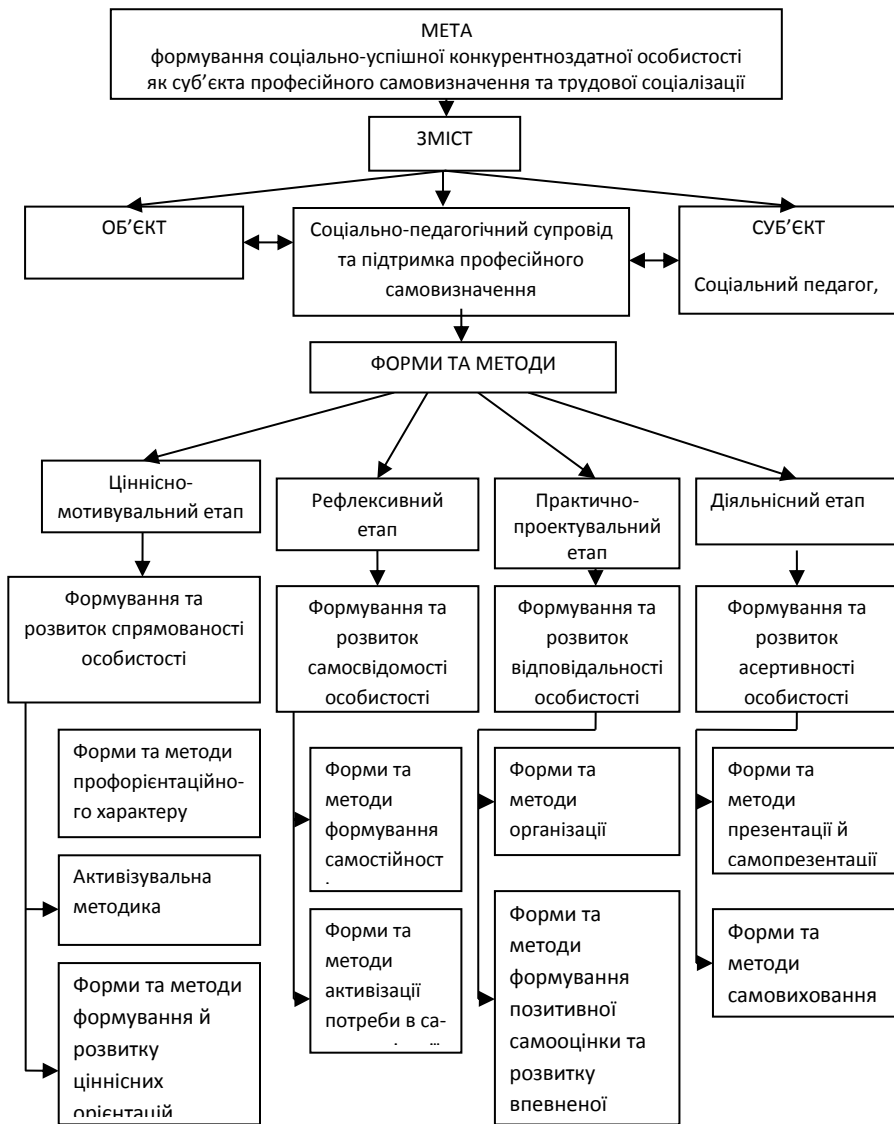 МЕТА
формування соціально-успішної конкурентноздатної особистості
як суб’єкта професійного самовизначення та трудової соціалізації
ЗМІСТ
ОБ’ЄКТ
Соціально-педагогічний супровід
та підтримка професійного
самовизначення
СУБ’ЄКТ
Соціальний педагог,
ФОРМИ ТА МЕТОДИ
Ціннісно-
мотивувальний етап
Рефлексивний
етап
Практично-
проектувальний
етап
Діяльнісний етап
Формування та
розвиток спрямованості
особистості
Формування та
розвиток
самосвідомості
особистості
Формування та
розвиток
відповідальності
особистості
Формування та
розвиток
асертивності
особистості
Форми та методи
профорієнтаційно-
го характеру
Активізувальна
методика
Форми та методи
формування й
розвитку
ціннісних
орієнтацій
Форми та
методи
формування
самостійност
Форми та
методи
активізації
потреби в са-
Форми та
методи
організації
Форми та
методи
формування
позитивної
самооцінки та
розвитку
впевненої
Форми та
методи
презентації й
самопрезентації
Форми та
методи
самовиховання